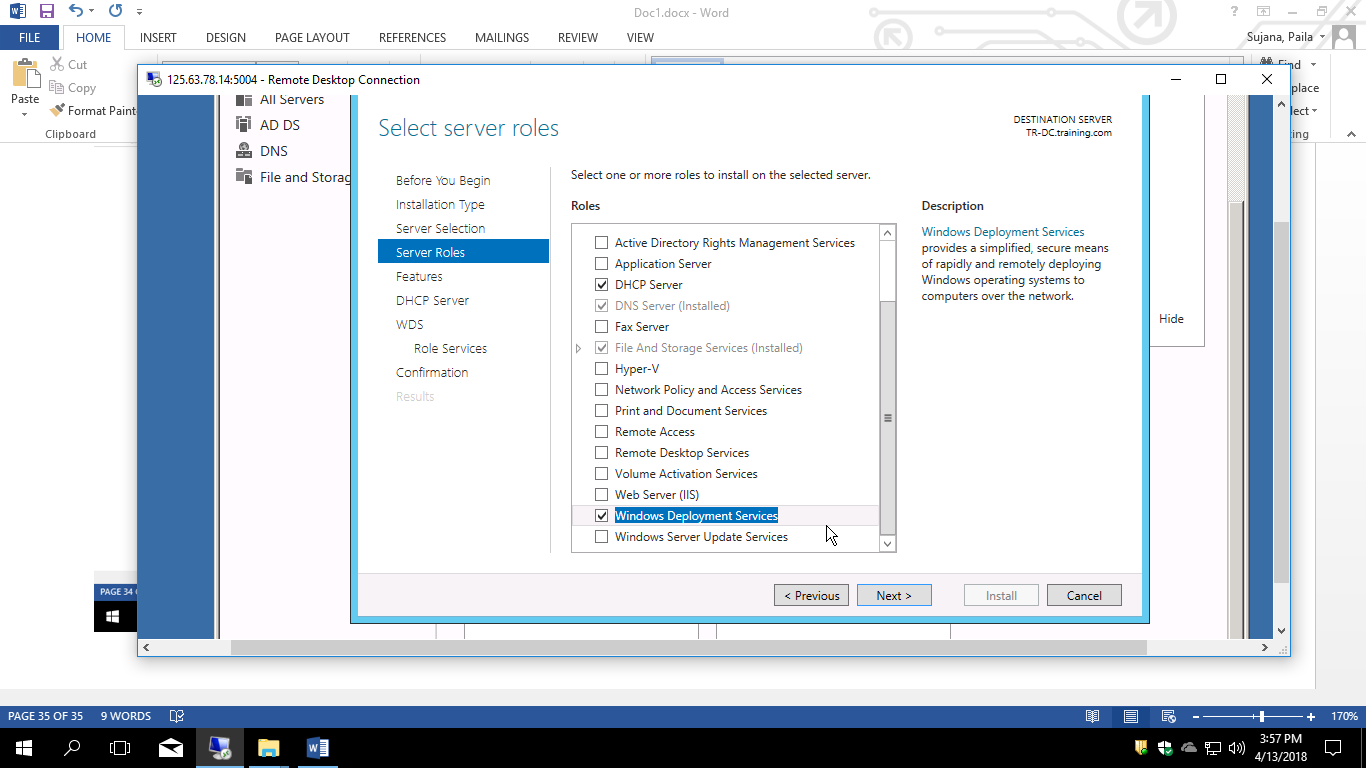 Doc1.docx - Word
?
FILE
HOME
INSERT
DESIGN
PAGE LAYOUT
REFERENCES
MAILINGS
REVIEW
VIEW
Sujana, Paila
Paste
Cut
Copy
Format Paint
Clipboard
Find
place
lect
ing
125.63.78.14:5004 - Remote Desktop Connection
All Servers
AD DS
DNS
File and Storag
Select server roles
DESTINATION SERVER
TR-DC.training.com
Before You Begin
Installation Type
Server Selection
Server Roles
Features
DHCP Server
WDS
Role Services
Confirmation
Results
Select one or more roles to install on the selected server.
Roles
Active Directory Rights Management Services
Application Server
DHCP Server
DNS Server (Installed)
Fax Server
File And Storage Services (Installed)
Hyper-V
Network Policy and Access Services
Print and Document Services
Remote Access
Remote Desktop Services
Volume Activation Services
Web Server (IIS)
Windows Deployment Services
Windows Server Update Services
Description
Windows Deployment Services
provides a simplified, secure means
of rapidly and remotely deploying
Windows operating systems to
computers over the network.
Hide
< Previous
Next >
Install
Cancel
PAGE 34
PAGE 35 OF 35
9 WORDS
170%
3:57 PM
4/13/2018